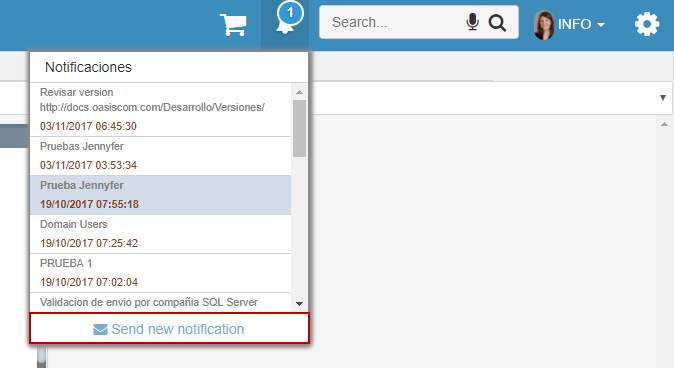 1
Search...
INFO
Notificaciones
Revisar version
http://docs.oasiscom.com/Desarrollo/Versiones/
03/11/2017 06:45:30
Pruebas Jennyfer
03/11/2017 03:53:34
Prueba Jennyfer
19/10/2017 07:55:18
Domain Users
19/10/2017 07:25:42
PRUEBA 1
19/10/2017 07:02:04
Validacion de envio por compañia SQL Server
Send new notification